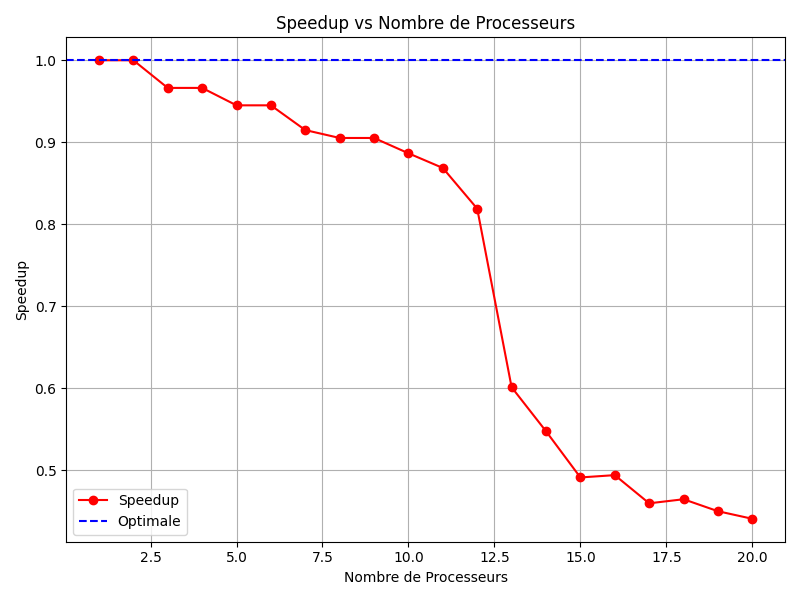 Speedup vs Nombre de Processeurs
1.0
0.9
0.8
0.7
0.6
0.5
Speedup
Speedup
Optimale
2.5 5.0 7.5 10.0 12.5 15.0 17.5 20.0
Nombre de Processeurs